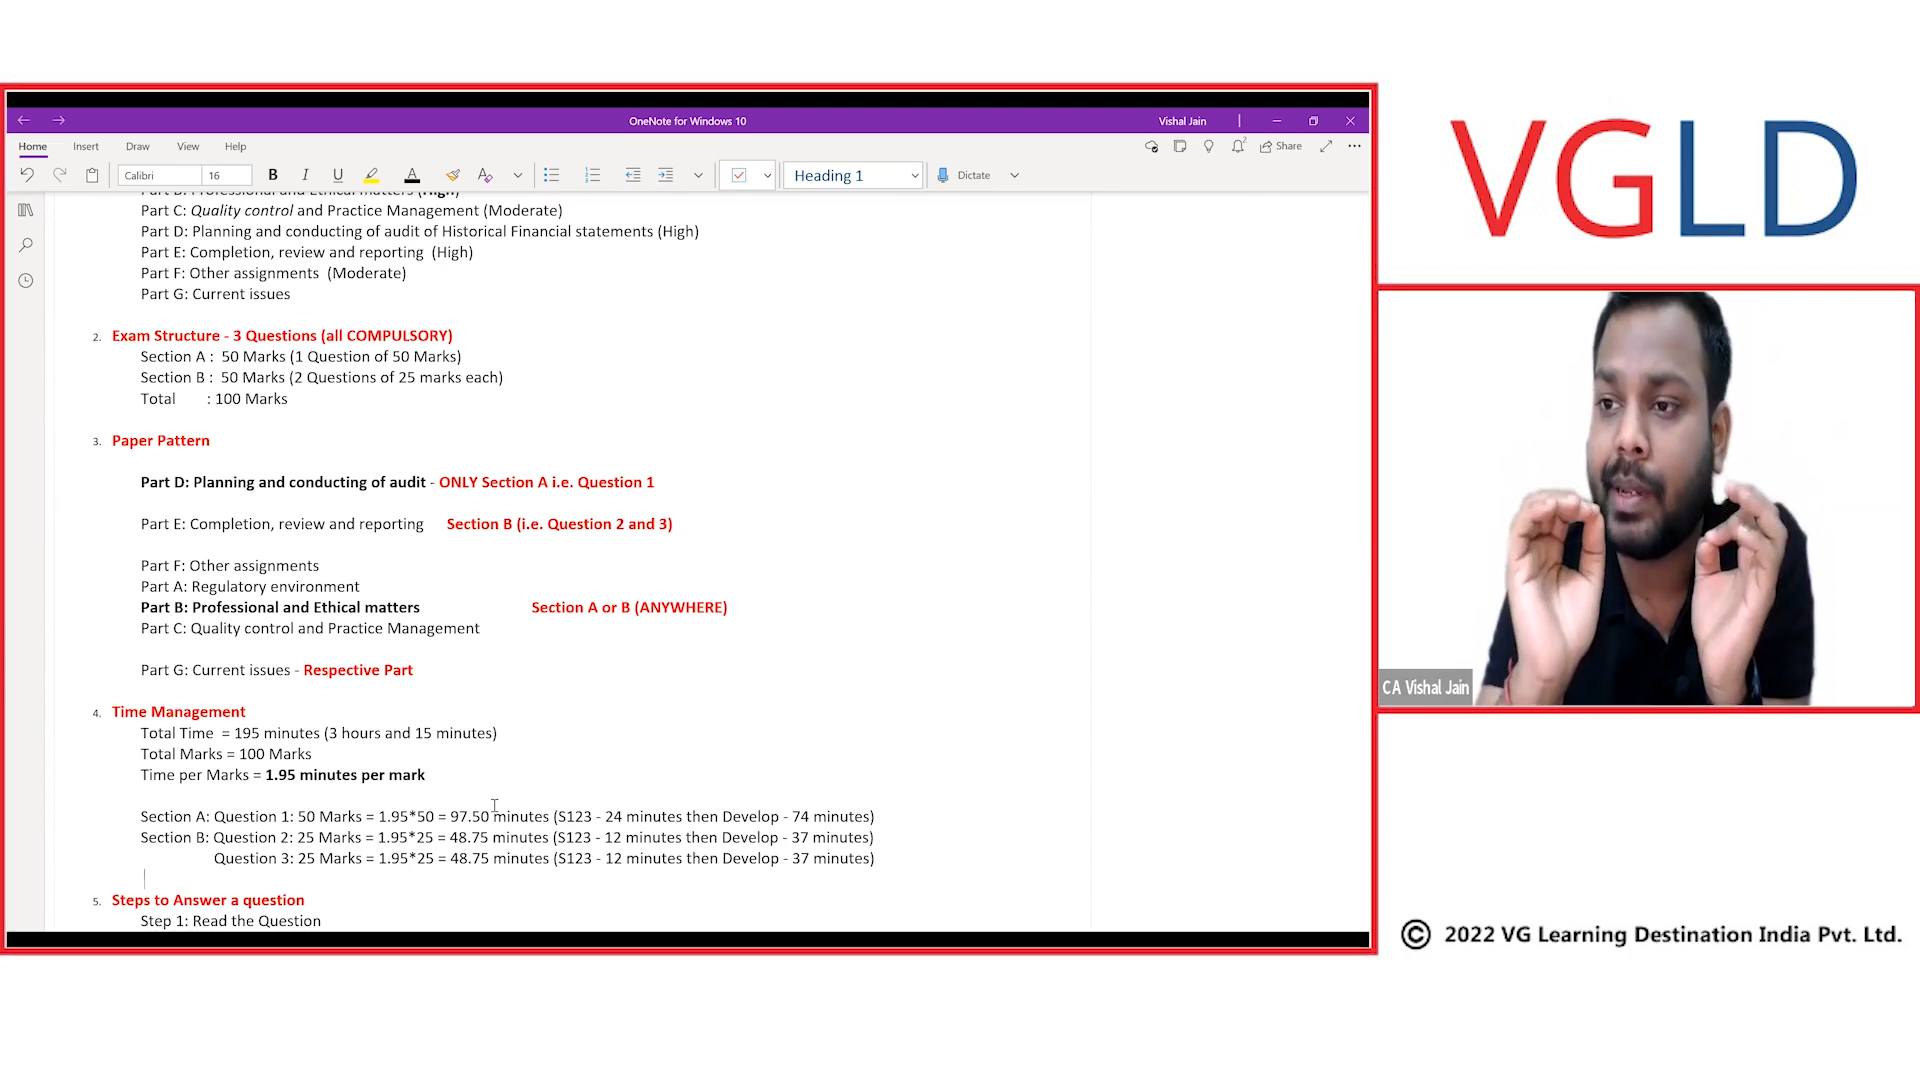 OneNote for Windows 10
Vishal Jain
Home Insert Draw View Help
Share
Calibri 16 B I U A Heading 1 Dictate
Part B: Professional and Ethical matters (High)
Part C: Quality control and Practice Management (Moderate)
Part D: Planning and conducting of audit of Historical Financial statements (High)
Part E: Completion, review and reporting (High)
Part F: Other assignments (Moderate)
Part G: Current issues
2. Exam Structure - 3 Questions (all COMPULSORY)
Section A : 50 Marks (1 Question of 50 Marks)
Section B : 50 Marks (2 Questions of 25 marks each)
Total : 100 Marks
3. Paper Pattern
Part D: Planning and conducting of audit - ONLY Section A i.e. Question 1
Part E: Completion, review and reporting Section B (i.e. Question 2 and 3)
Part F: Other assignments
Part A: Regulatory environment
Part B: Professional and Ethical matters Section A or B (ANYWHERE)
Part C: Quality control and Practice Management
Part G: Current issues - Respective Part
4. Time Management
Total Time = 195 minutes (3 hours and 15 minutes)
Total Marks = 100 Marks
Time per Marks = 1.95 minutes per mark
Section A: Question 1: 50 Marks = 1.95*50 = 97.50 minutes (S123 - 24 minutes then Develop - 74 minutes)
Section B: Question 2: 25 Marks = 1.95*25 = 48.75 minutes (S123 - 12 minutes then Develop - 37 minutes)
Question 3: 25 Marks = 1.95*25 = 48.75 minutes (S123 - 12 minutes then Develop - 37 minutes)
5. Steps to Answer a question
Step 1: Read the Question
VGLD
CA Vishal Jain
© 2022 VG Learning Destination India Pvt. Ltd.